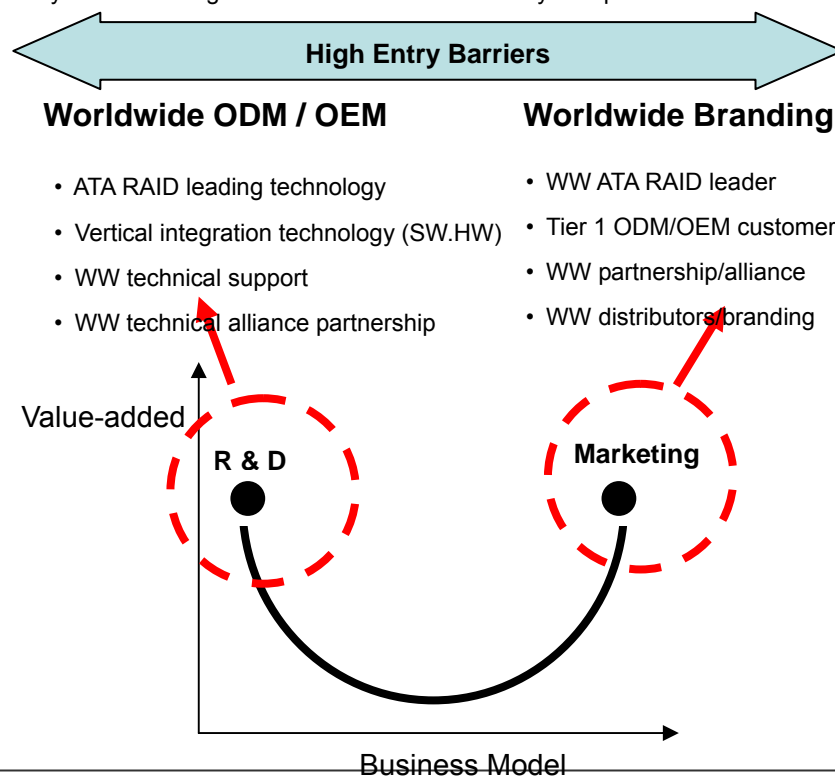 High Entry Barriers
Worldwide ODM / OEM
• ATA RAID leading technology
• Vertical integration technology (SW.HW)
• WW technical support
• WW technical alliance partnership
Worldwide Branding
• WW ATA RAID leader
• Tier 1 ODM/OEM customer
• WW partnership/alliance
• WW distributors/branding
Value-added
R & D
Marketing
Business Model